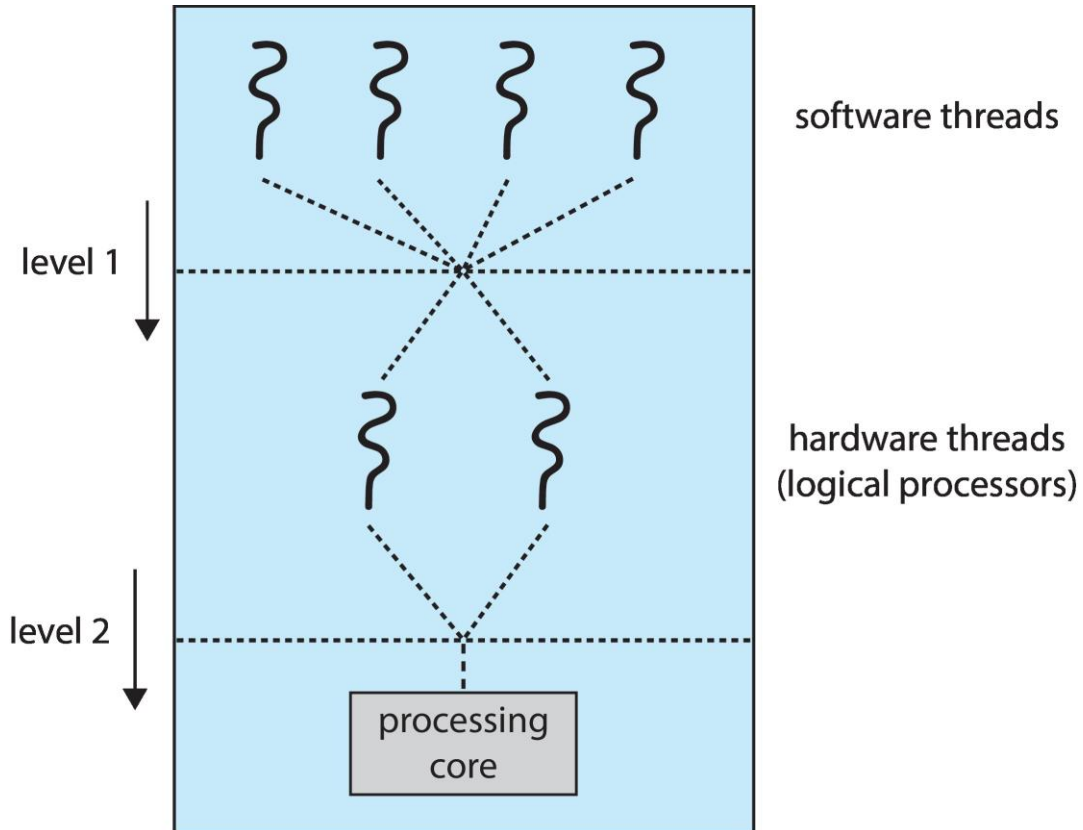 software threads
level 1
hardware threads
(logical processors)
level 2
processing
core